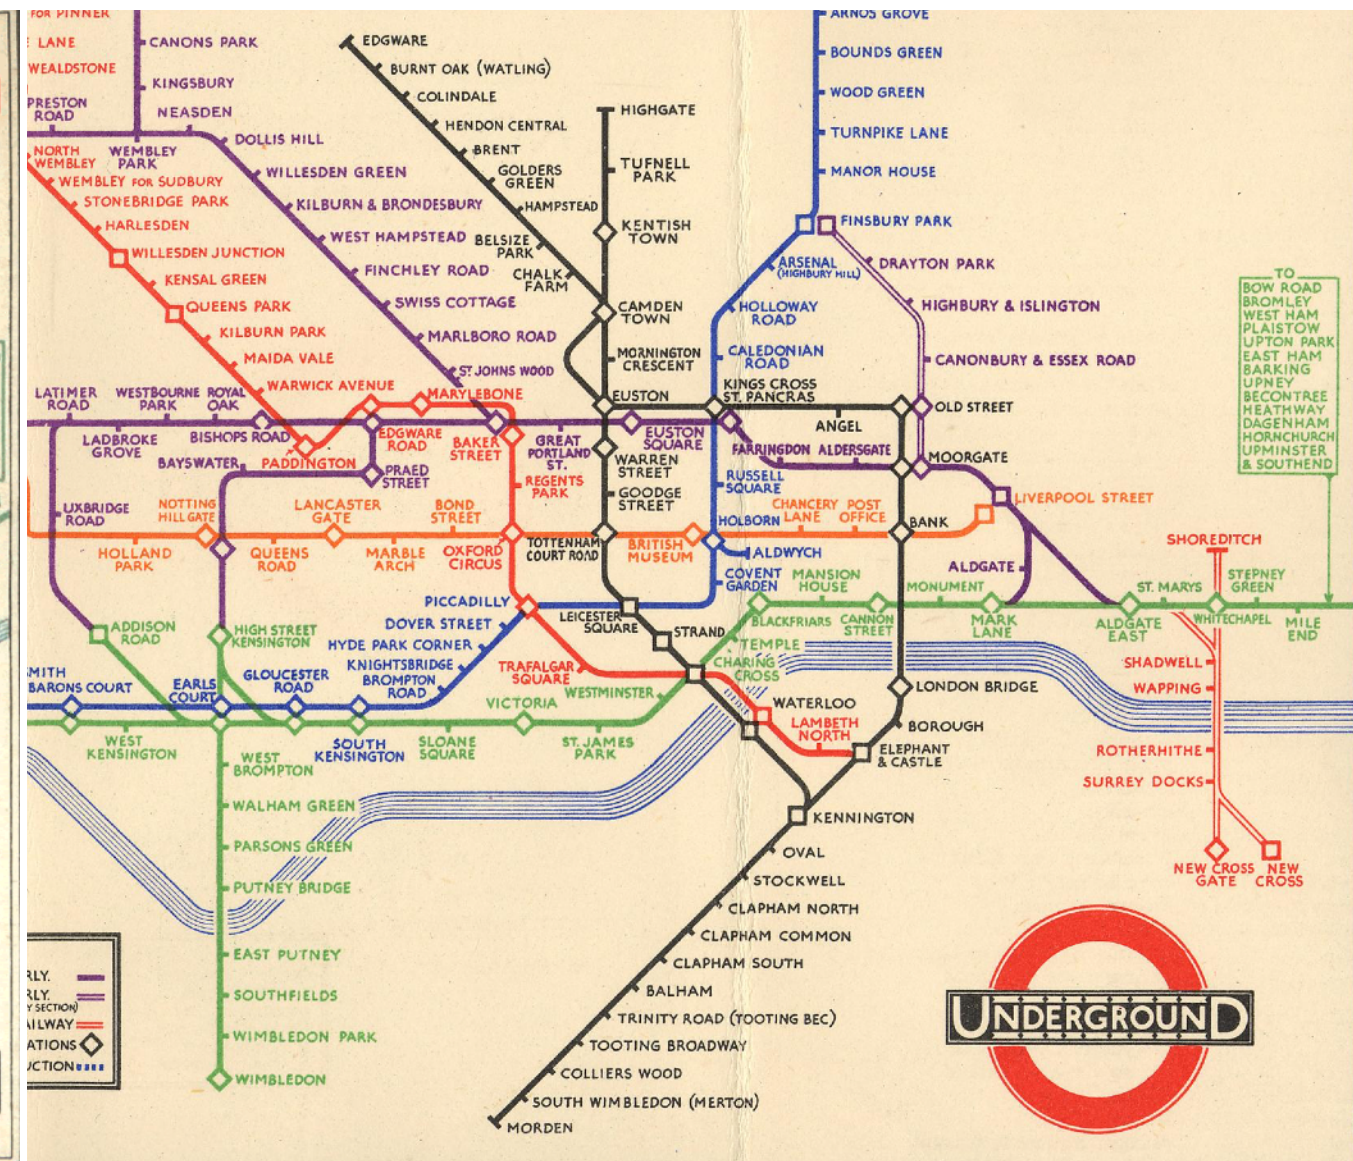 FOR PINNER
LANE
WEALDSTONE
PRESTON
ROAD
NORTH
WEMBLEY
WEMBLEY FOR SUDBURY
STONEBRIDGE PARK
HARLESDEN
WILLESDEN JUNCTION
KENSAL GREEN
QUEENS PARK
KILBURN PARK
MAIDA VALE
WARWICK AVENUE
CANONS PARK
KINGSBURY
NEASDEN
WEMBLEY
PARK
DOLLIS HILL
WILLESDEN GREEN
KILBURN & BRONDESBURY
WEST HAMPSTEAD
FINCHLEY ROAD
SWISS COTTAGE
MARLBORO ROAD
ST. JOHNS WOOD
EDGWARE
BURNT OAK (WATLING)
COLINDALE
HENDON CENTRAL
BRENT
GOLDERS
GREEN
HAMPSTEAD
BELSIZE
PARK
CHALK
FARM
HIGHGATE
TUFNELL
PARK
KENTISH
TOWN
CAMDEN
TOWN
MORNINGTON
CRESCENT
EUSTON
ARNOS GROVE
BOUNDS GREEN
WOOD GREEN
TURNPIKE LANE
MANOR HOUSE
FINSBURY PARK
ARSENAL
(HIGHBURY HILL)
HOLLOWAY
ROAD
CALEDONIAN
ROAD
KINGS CROSS
ST. PANCRAS
DRAYTON PARK
HIGHBURY & ISLINGTON
CANONBURY & ESSEX ROAD
OLD STREET
ANGEL
MOORGATE
TO
BOW ROAD
BROMLEY
WEST HAM
PLAISTOW
UPTON PARK
EAST HAM
BARKING
UPNEY
BECONTREE
HEATHWAY
DAGENHAM
HORNCHURCH
UPMINSTER
& SOUTHEND
LATIMER
ROAD
LADBROKE
GROVE
WESTBOURNE
PARK
ROYAL
OAK
BISHOPS ROAD
PADDINGTON
EDGWARE
ROAD
MARYLEBONE
BAKER
STREET
GREAT
PORTLAND
ST.
EUSTON
SQUARE
FARRINGDON
ALDERSGATE
BAYSWATER
PRAED
STREET
REGENTS
PARK
WARREN
STREET
GOODGE
STREET
RUSSELL
SQUARE
LIVERPOOL STREET
UXBRIDGE
ROAD
HOLLAND
PARK
NOTTING
HILL GATE
QUEENS
ROAD
LANCASTER
GATE
MARBLE
ARCH
BOND
STREET
OXFORD
CIRCUS
TOTTENHAM
COURT ROAD
BRITISH
MUSEUM
HOLBORN
CHANCERY
LANE
POST
OFFICE
BANK
ALDWYCH
COVENT
GARDEN
ALDGATE
SHOREDITCH
ADDISON
ROAD
HIGH STREET
KENSINGTON
PICCADILLY
DOVER STREET
HYDE PARK CORNER
KNIGHTSBRIDGE
BROMPTON
ROAD
LEICESTER
SQUARE
STRAND
TRAFALGAR
SQUARE
MANSION
HOUSE
BLACKFRIARS
CANNON
STREET
MONUMENT
MARK
LANE
ALDGATE
EAST
ST. MARYS
STEPNEY
GREEN
WHITECHAPEL
MILE
END
TEMPLE
CHARING
CROSS
WESTMINSTER
SMITH
BARONS COURT
EARLS
COURT
GLOUCESTER
ROAD
WEST
KENSINGTON
SOUTH
KENSINGTON
SLOANE
SQUARE
VICTORIA
ST. JAMES
PARK
WATERLOO
LAMBETH
NORTH
LONDON BRIDGE
BOROUGH
ELEPHANT
& CASTLE
KENNINGTON
SHADWELL
WAPPING
ROTHERHITHE
SURREY DOCKS
NEW CROSS
GATE
NEW
CROSS
WEST
BROMPTON
WALHAM GREEN
PARSONS GREEN
PUTNEY BRIDGE
EAST PUTNEY
SOUTHFIELDS
WIMBLEDON PARK
WIMBLEDON
OVAL
STOCKWELL
CLAPHAM NORTH
CLAPHAM COMMON
CLAPHAM SOUTH
BALHAM
TRINITY ROAD (TOOTING BEC)
TOOTING BROADWAY
COLLIERS WOOD
SOUTH WIMBLEDON (MERTON)
MORDEN
RLY.
RLY.
Y SECTION)
AILWAY
ATIONS
UCTION
UNDERGROUND